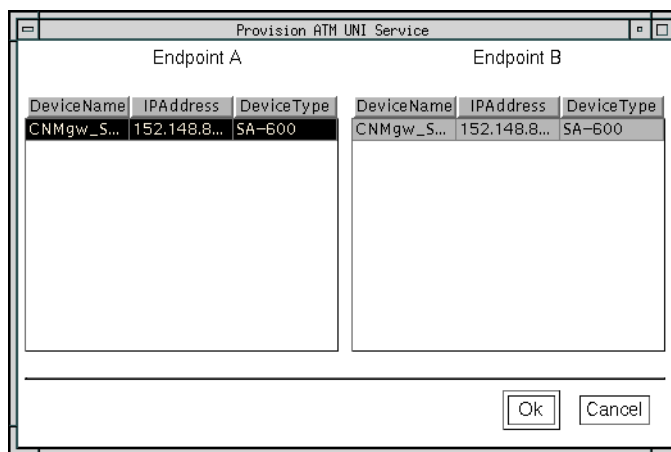 Provision ATM UNI Service
Endpoint A
Endpoint B
DeviceName IPAddress DeviceType
CNMgw_S... 152.148.8... SA-600
DeviceName IPAddress DeviceType
CNMgw_S... 152.148.8... SA-600
Ok Cancel